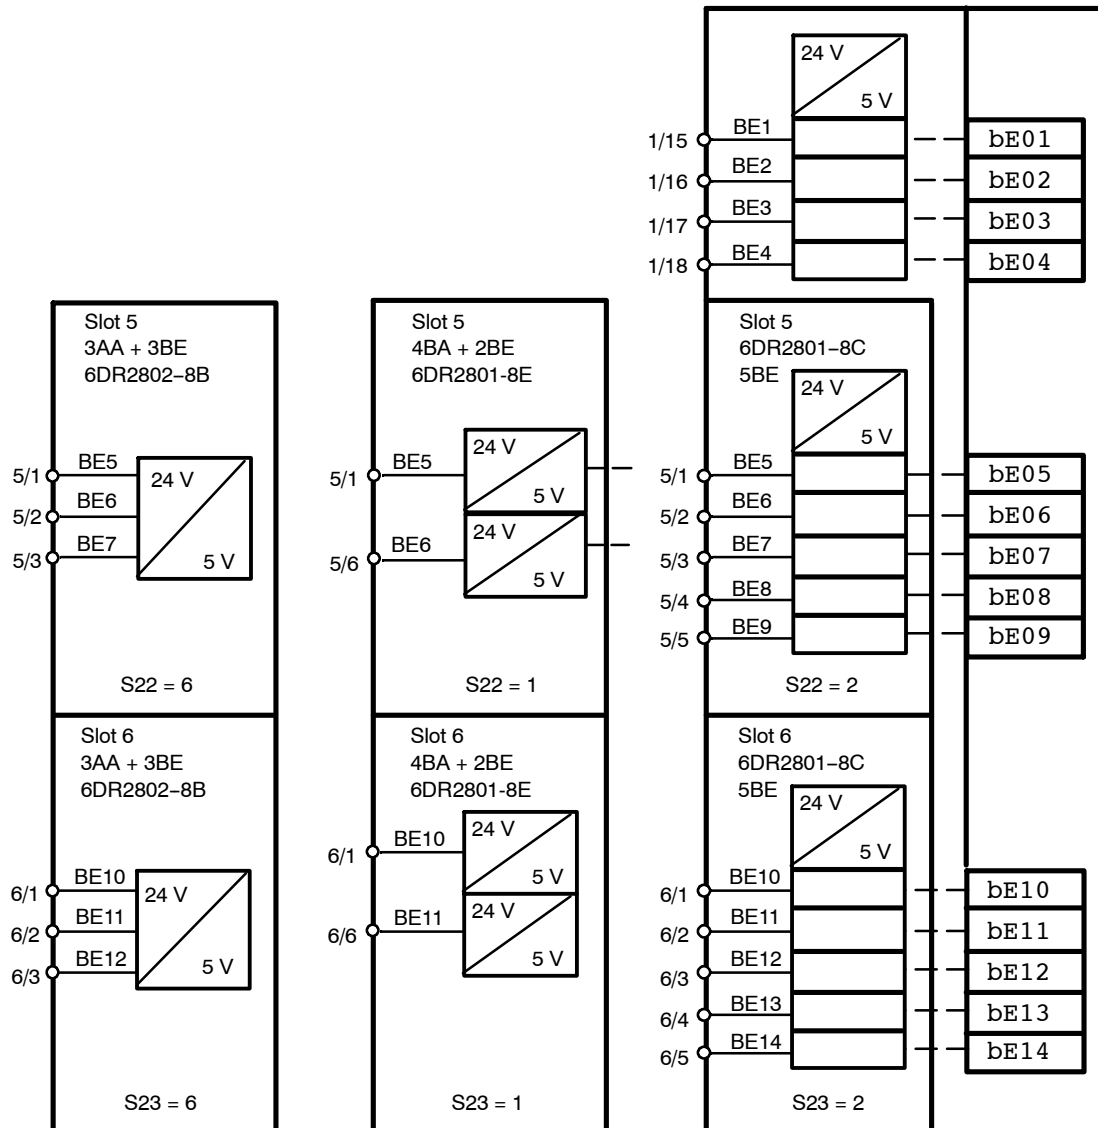 24 V
5 V
1/15 BE1 bE01
1/16 BE2 bE02
1/17 BE3 bE03
1/18 BE4 bE04
Slot 5
3AA + 3BE
6DR2802–8B
5/1 BE5
24 V
5/2 BE6
5/3 BE7
5 V
S22 = 6
Slot 5
4BA + 2BE
6DR2801-8E
24 V
5/1 BE5
5 V
24 V
5/6 BE6
5 V
S22 = 1
Slot 5
6DR2801–8C
5BE
24 V
5 V
5/1 BE5 bE05
5/2 BE6 bE06
5/3 BE7 bE07
5/4 BE8 bE08
5/5 BE9 bE09
S22 = 2
Slot 6
3AA + 3BE
6DR2802–8B
6/1 BE10
24 V
6/2 BE11
6/3 BE12
5 V
S23 = 6
Slot 6
4BA + 2BE
6DR2801-8E
24 V
6/1 BE10
5 V
24 V
6/6 BE11
5 V
S23 = 1
Slot 6
6DR2801–8C
5BE
24 V
5 V
6/1 BE10 bE10
6/2 BE11 bE11
6/3 BE12 bE12
6/4 BE13 bE13
6/5 BE14 bE14
S23 = 2